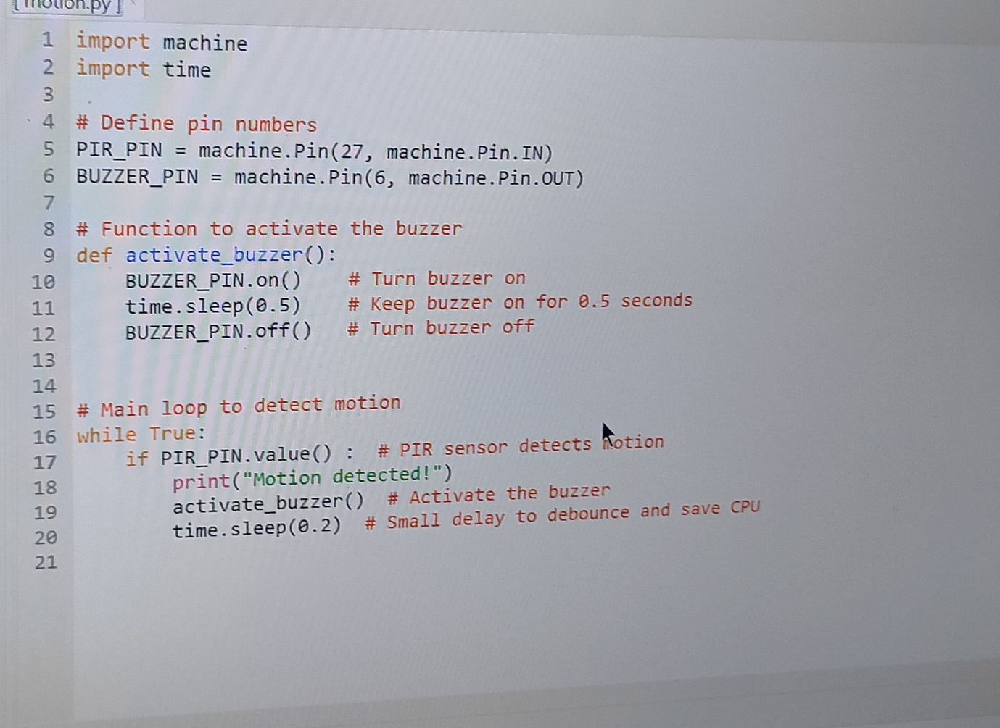 [ motion.py ] ×
1 import machine
2 import time
3
4 # Define pin numbers
5 PIR_PIN = machine.Pin(27, machine.Pin.IN)
6 BUZZER_PIN = machine.Pin(6, machine.Pin.OUT)
7
8 # Function to activate the buzzer
9 def activate_buzzer():
10     BUZZER_PIN.on()    # Turn buzzer on
11     time.sleep(0.5)    # Keep buzzer on for 0.5 seconds
12     BUZZER_PIN.off()   # Turn buzzer off
13
14
15 # Main loop to detect motion
16 while True:
17     if PIR_PIN.value() :  # PIR sensor detects motion
18         print("Motion detected!")
19         activate_buzzer()  # Activate the buzzer
20         time.sleep(0.2)  # Small delay to debounce and save CPU
21